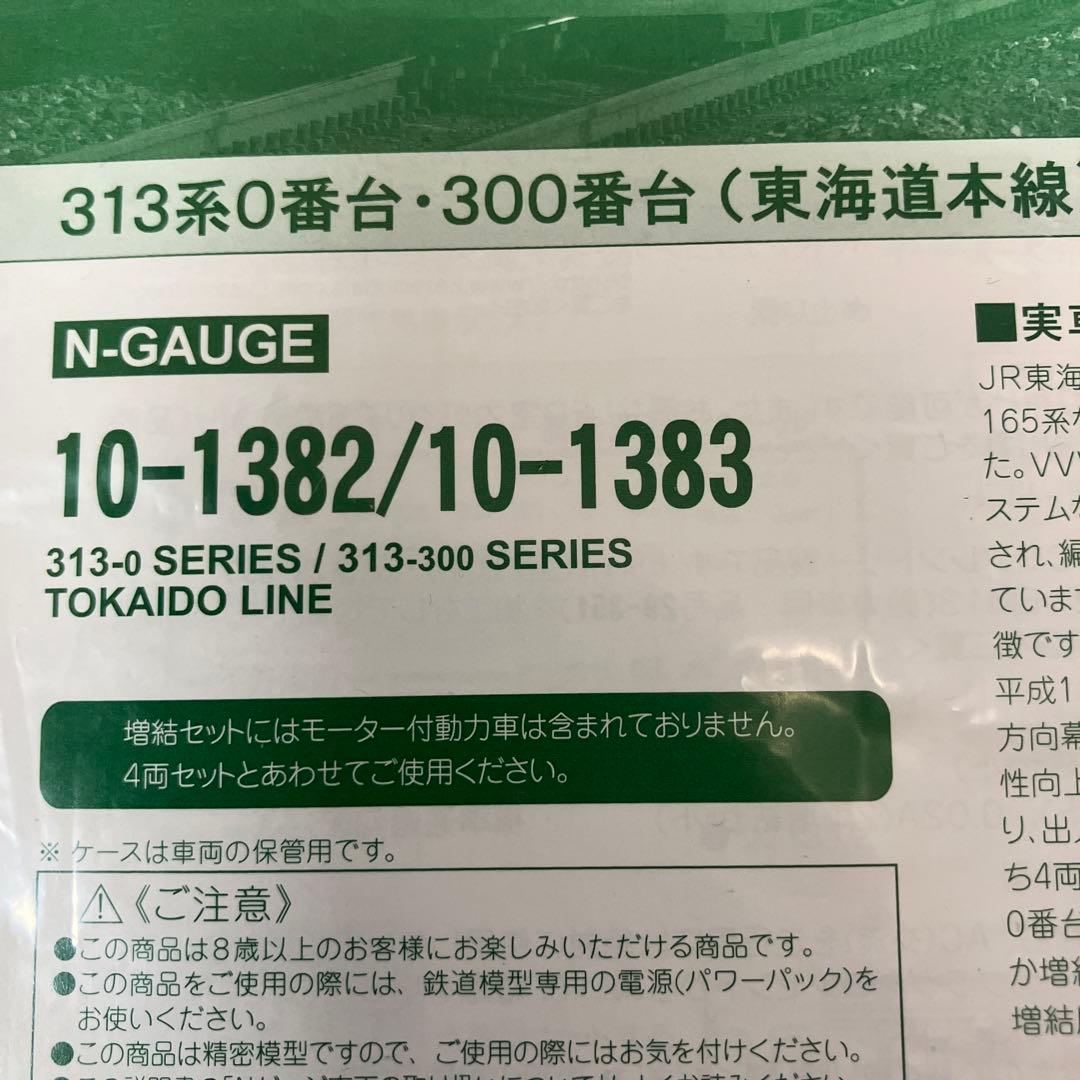 313系0番台・300番台(東海道本線)
N-GAUGE
10-1382/10-1383
313-0 SERIES / 313-300 SERIES
TOKAIDO LINE
増結セットにはモーター付動力車は含まれておりません。
4両セットとあわせてご使用ください。
※ ケースは車両の保管用です。
⚠《ご注意》
●この商品は8歳以上のお客様にお楽しみいただける商品です。
●この商品をご使用の際には、鉄道模型専用の電源(パワーパック)を
お使いください。
●この商品は精密模型ですので、ご使用の際にはお気を付けください。
■実車
JR東海
165系
た。VV
ステム
され、編
ています
徴です
平成1
方向幕
性向上
り、出
ち4両
0番台
か増結
増結